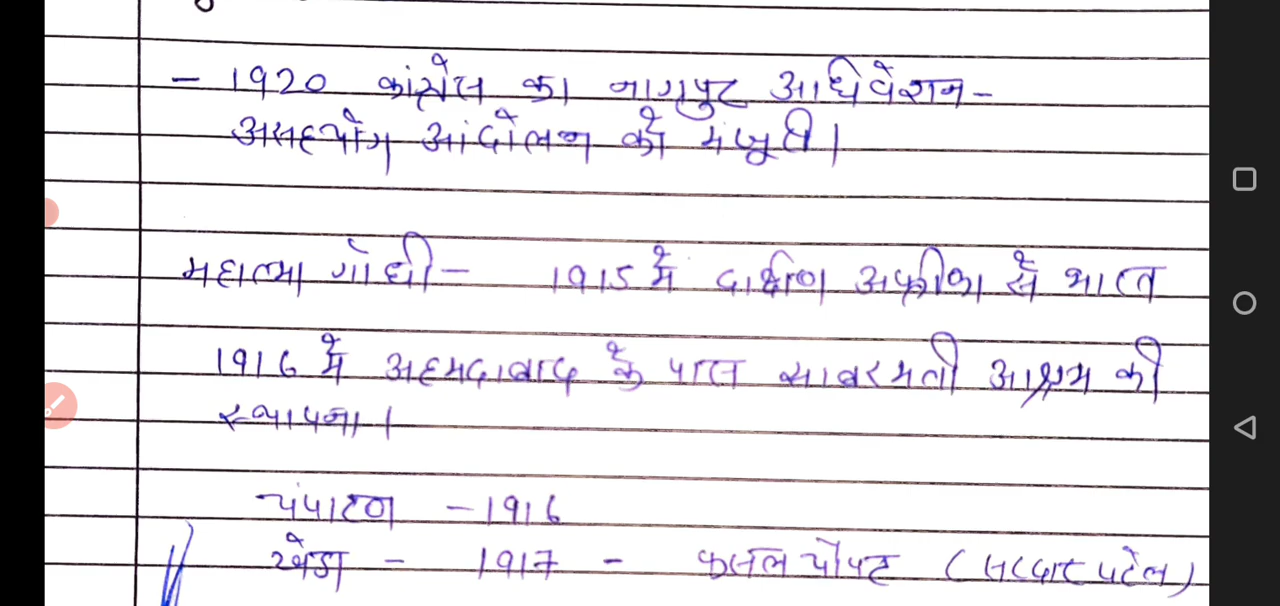 - 1920 कांग्रेस का नागपुर आधिवेशन-
असहयोग आंदोलन को मंजूरी।
महात्मा गाँधी- 1915 में दक्षिण अफ्रीका से भारत
1916 में अहमदाबाद के पास साबरमती आश्रम की
स्थापना।
चंपारण -1916
खेडा - 1917 - फसल चौपट (सरदार पटेल)